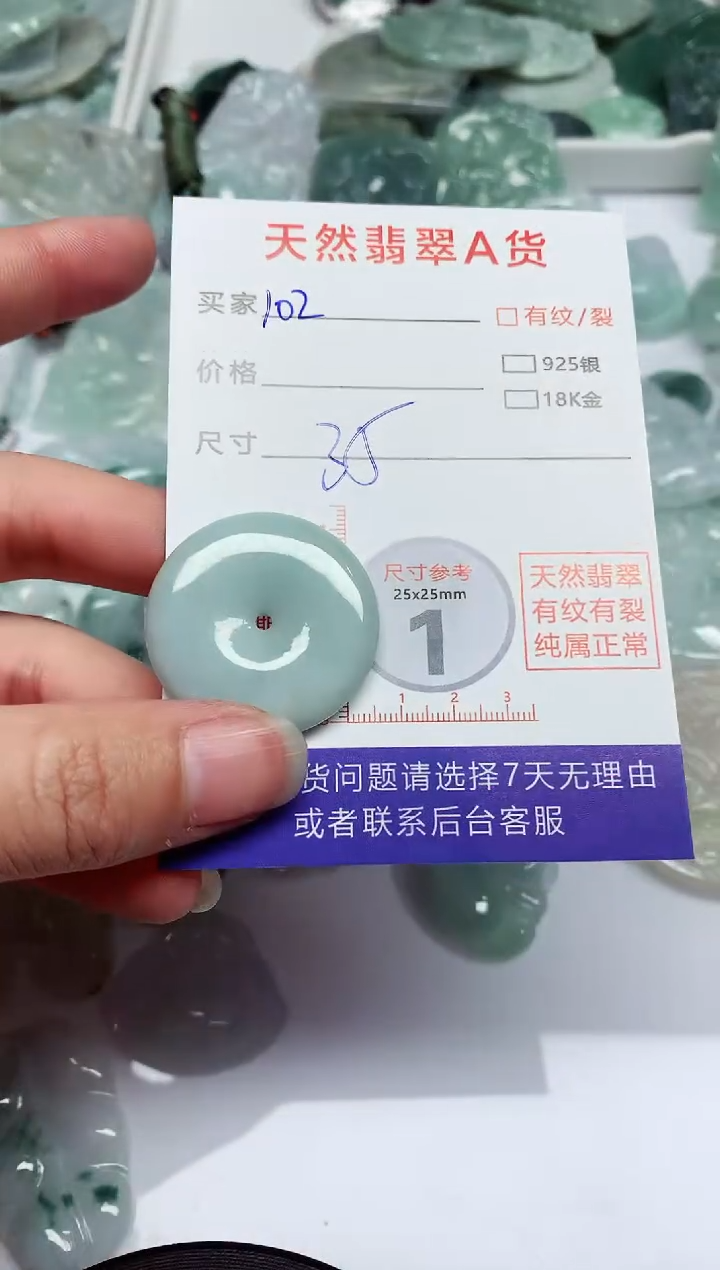 天然翡翠A货
买家 102
有纹/裂
价格
925银
18K金
尺寸 35
尺寸参考
25x25mm
1
天然翡翠
有纹有裂
纯属正常
1 2 3
货问题请选择7天无理由
或者联系后台客服